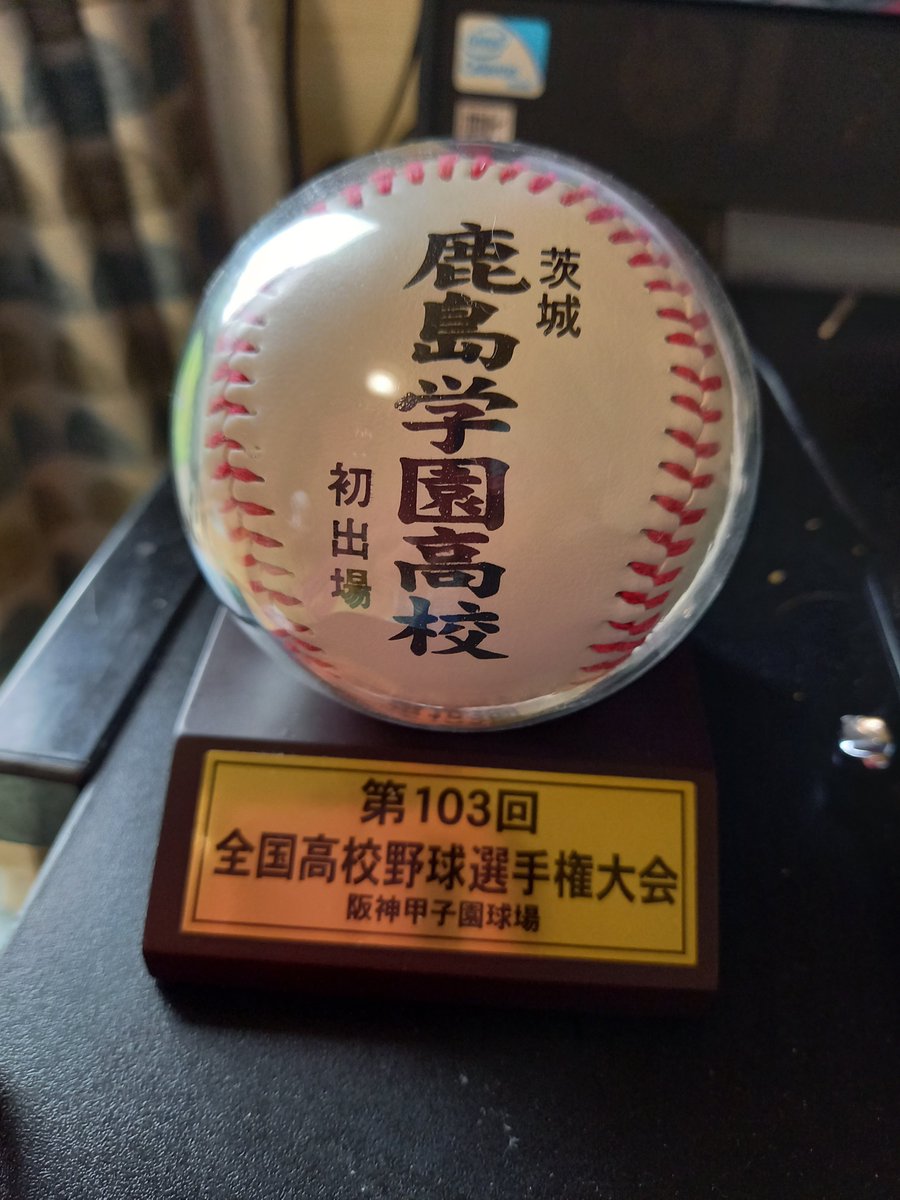 茨城
鹿島学園高校
初出場
第103回
全国高校野球選手権大会
阪神甲子園球場
intel